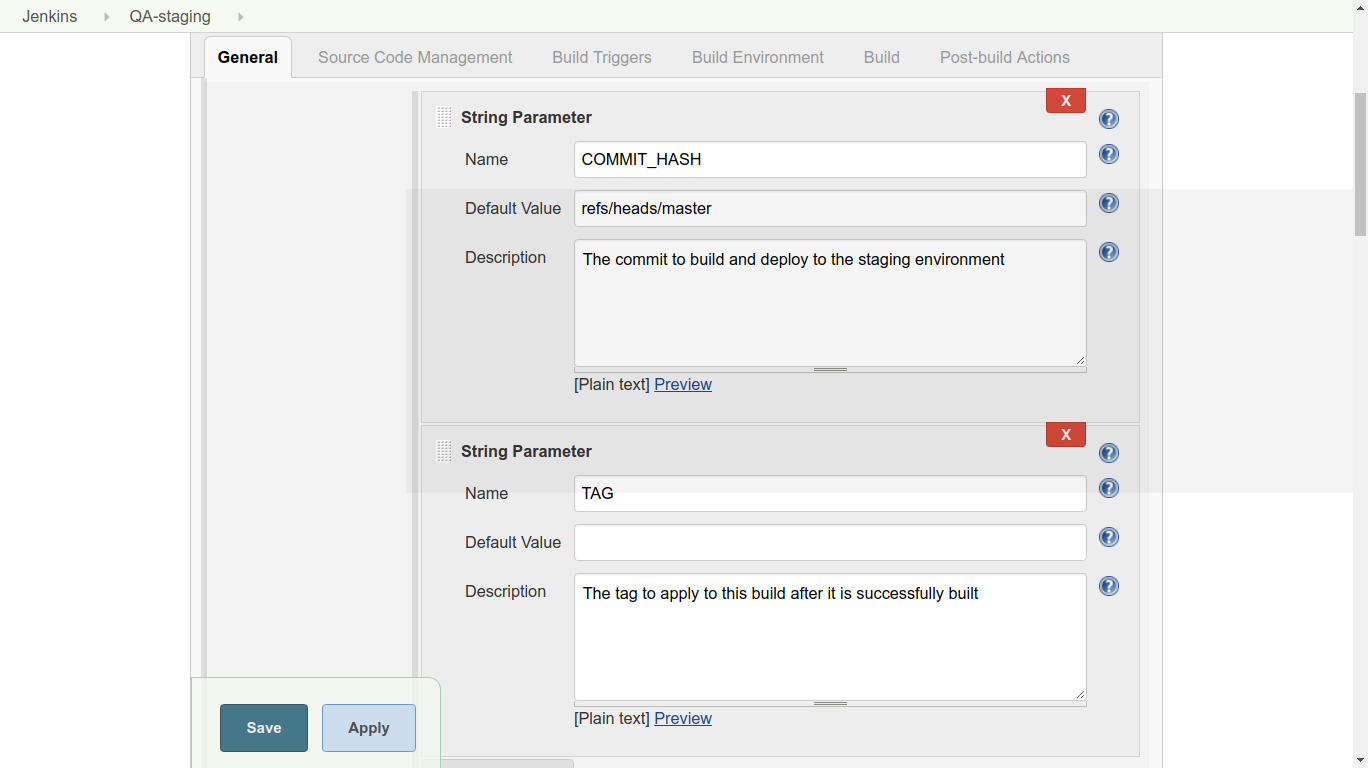 Jenkins QA-staging
General Source Code Management Build Triggers Build Environment Build Post-build Actions
X
String Parameter
Name COMMIT_HASH
Default Value refs/heads/master
Description The commit to build and deploy to the staging environment
[Plain text] Preview
X
String Parameter
Name TAG
Default Value
Description The tag to apply to this build after it is successfully built
[Plain text] Preview
Save Apply